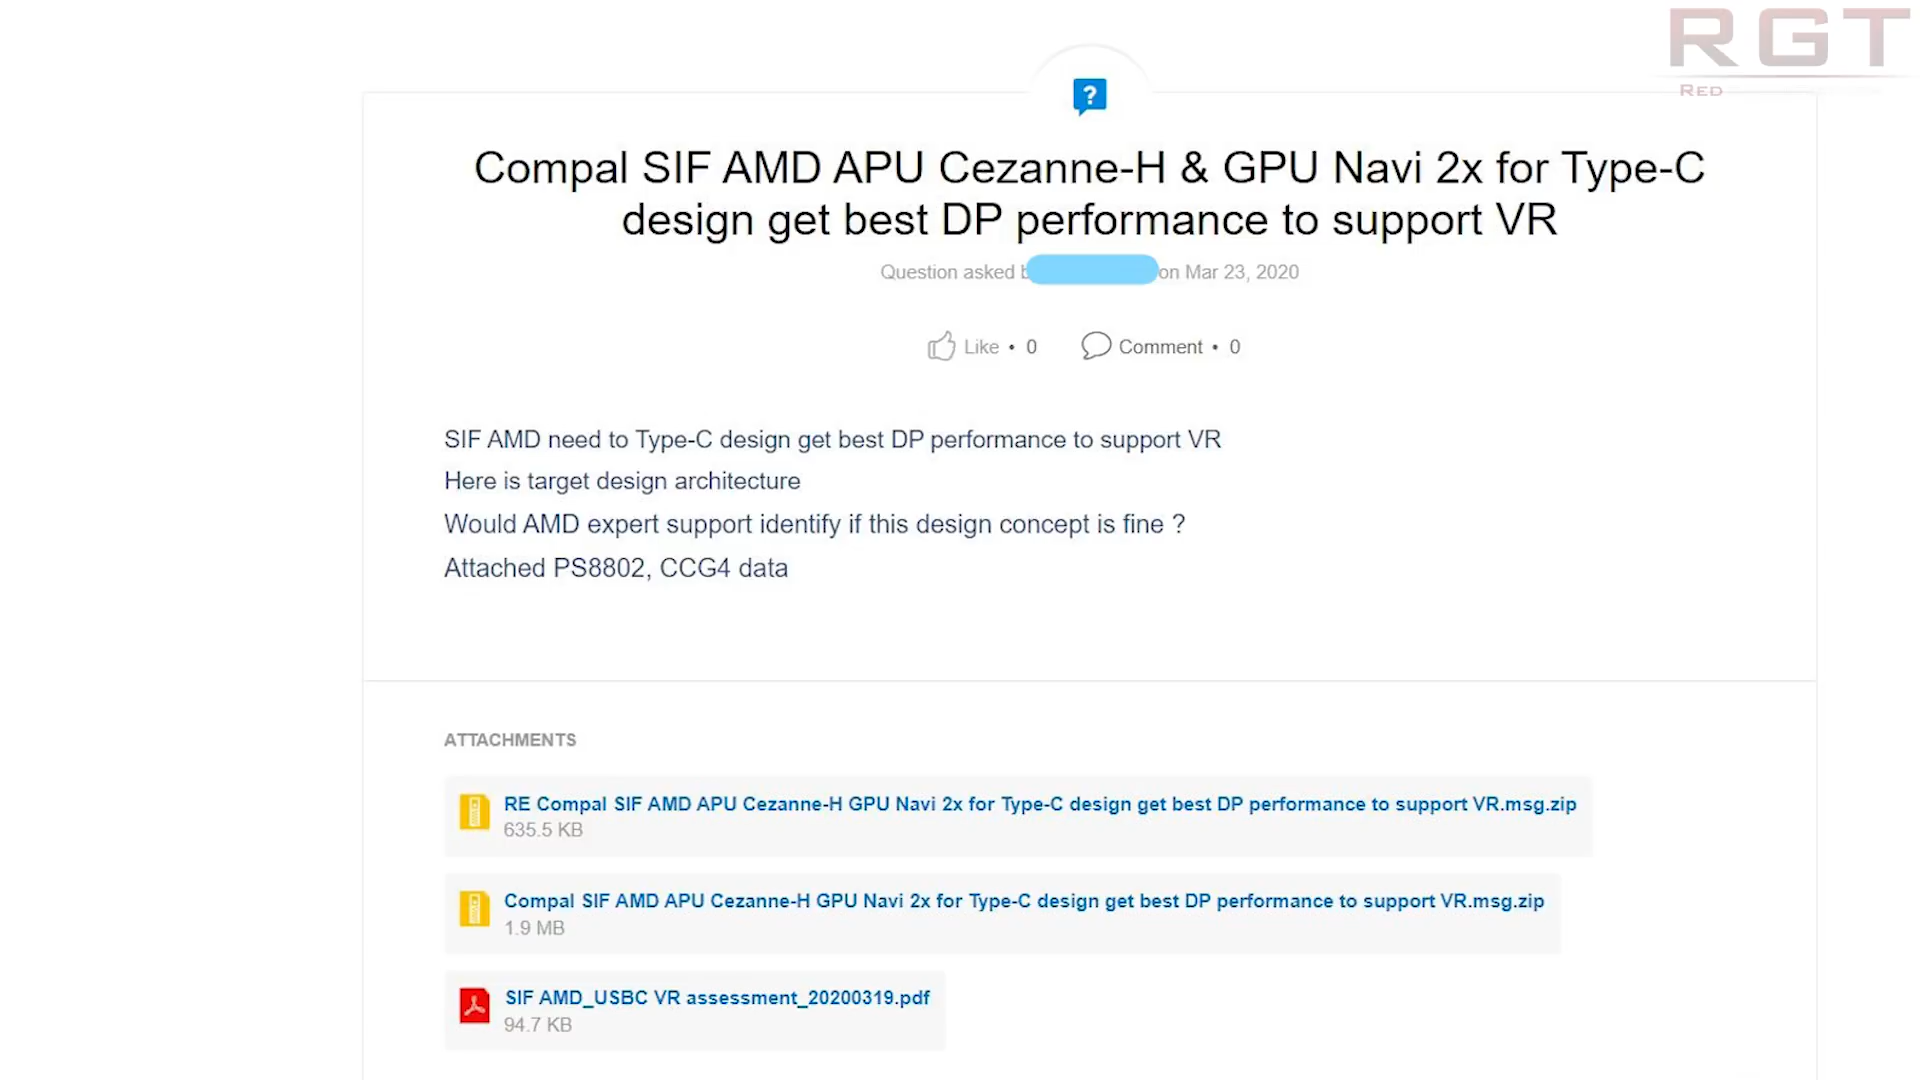 RGT
RED
?
Compal SIF AMD APU Cezanne-H & GPU Navi 2x for Type-C
design get best DP performance to support VR
Question asked on Mar 23, 2020
Like • 0 Comment • 0
SIF AMD need to Type-C design get best DP performance to support VR
Here is target design architecture
Would AMD expert support identify if this design concept is fine ?
Attached PS8802, CCG4 data
ATTACHMENTS
RE Compal SIF AMD APU Cezanne-H GPU Navi 2x for Type-C design get best DP performance to support VR.msg.zip
635.5 KB
Compal SIF AMD APU Cezanne-H GPU Navi 2x for Type-C design get best DP performance to support VR.msg.zip
1.9 MB
SIF AMD_USBC VR assessment_20200319.pdf
94.7 KB